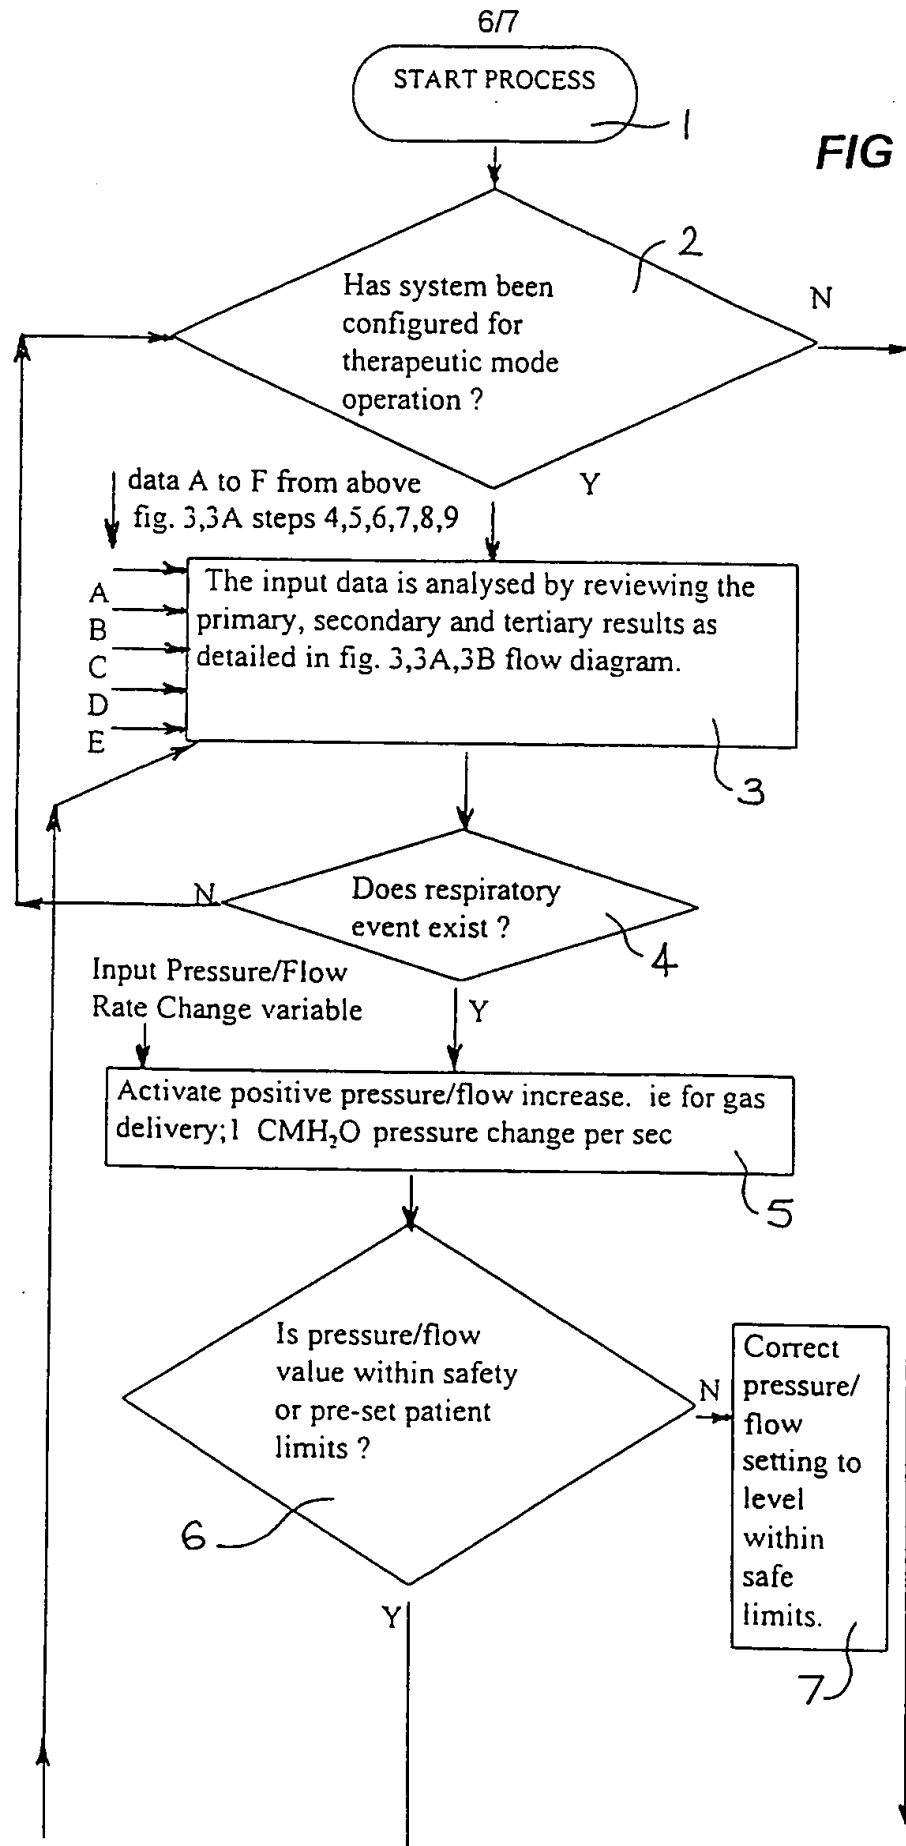 6/7
START PROCESS
1
FIG
2
Has system been
configured for
therapeutic mode
operation ?
N
Y
data A to F from above
fig. 3,3A steps 4,5,6,7,8,9
A
B
C
D
E
The input data is analysed by reviewing the
primary, secondary and tertiary results as
detailed in fig. 3,3A,3B flow diagram.
3
N
Does respiratory
event exist ?
4
Input Pressure/Flow
Rate Change variable
Y
Activate positive pressure/flow increase. ie for gas
delivery;1 CMH₂O pressure change per sec
5
Is pressure/flow
value within safety
or pre-set patient
limits ?
6
N
Y
Correct
pressure/
flow
setting to
level
within
safe
limits.
7